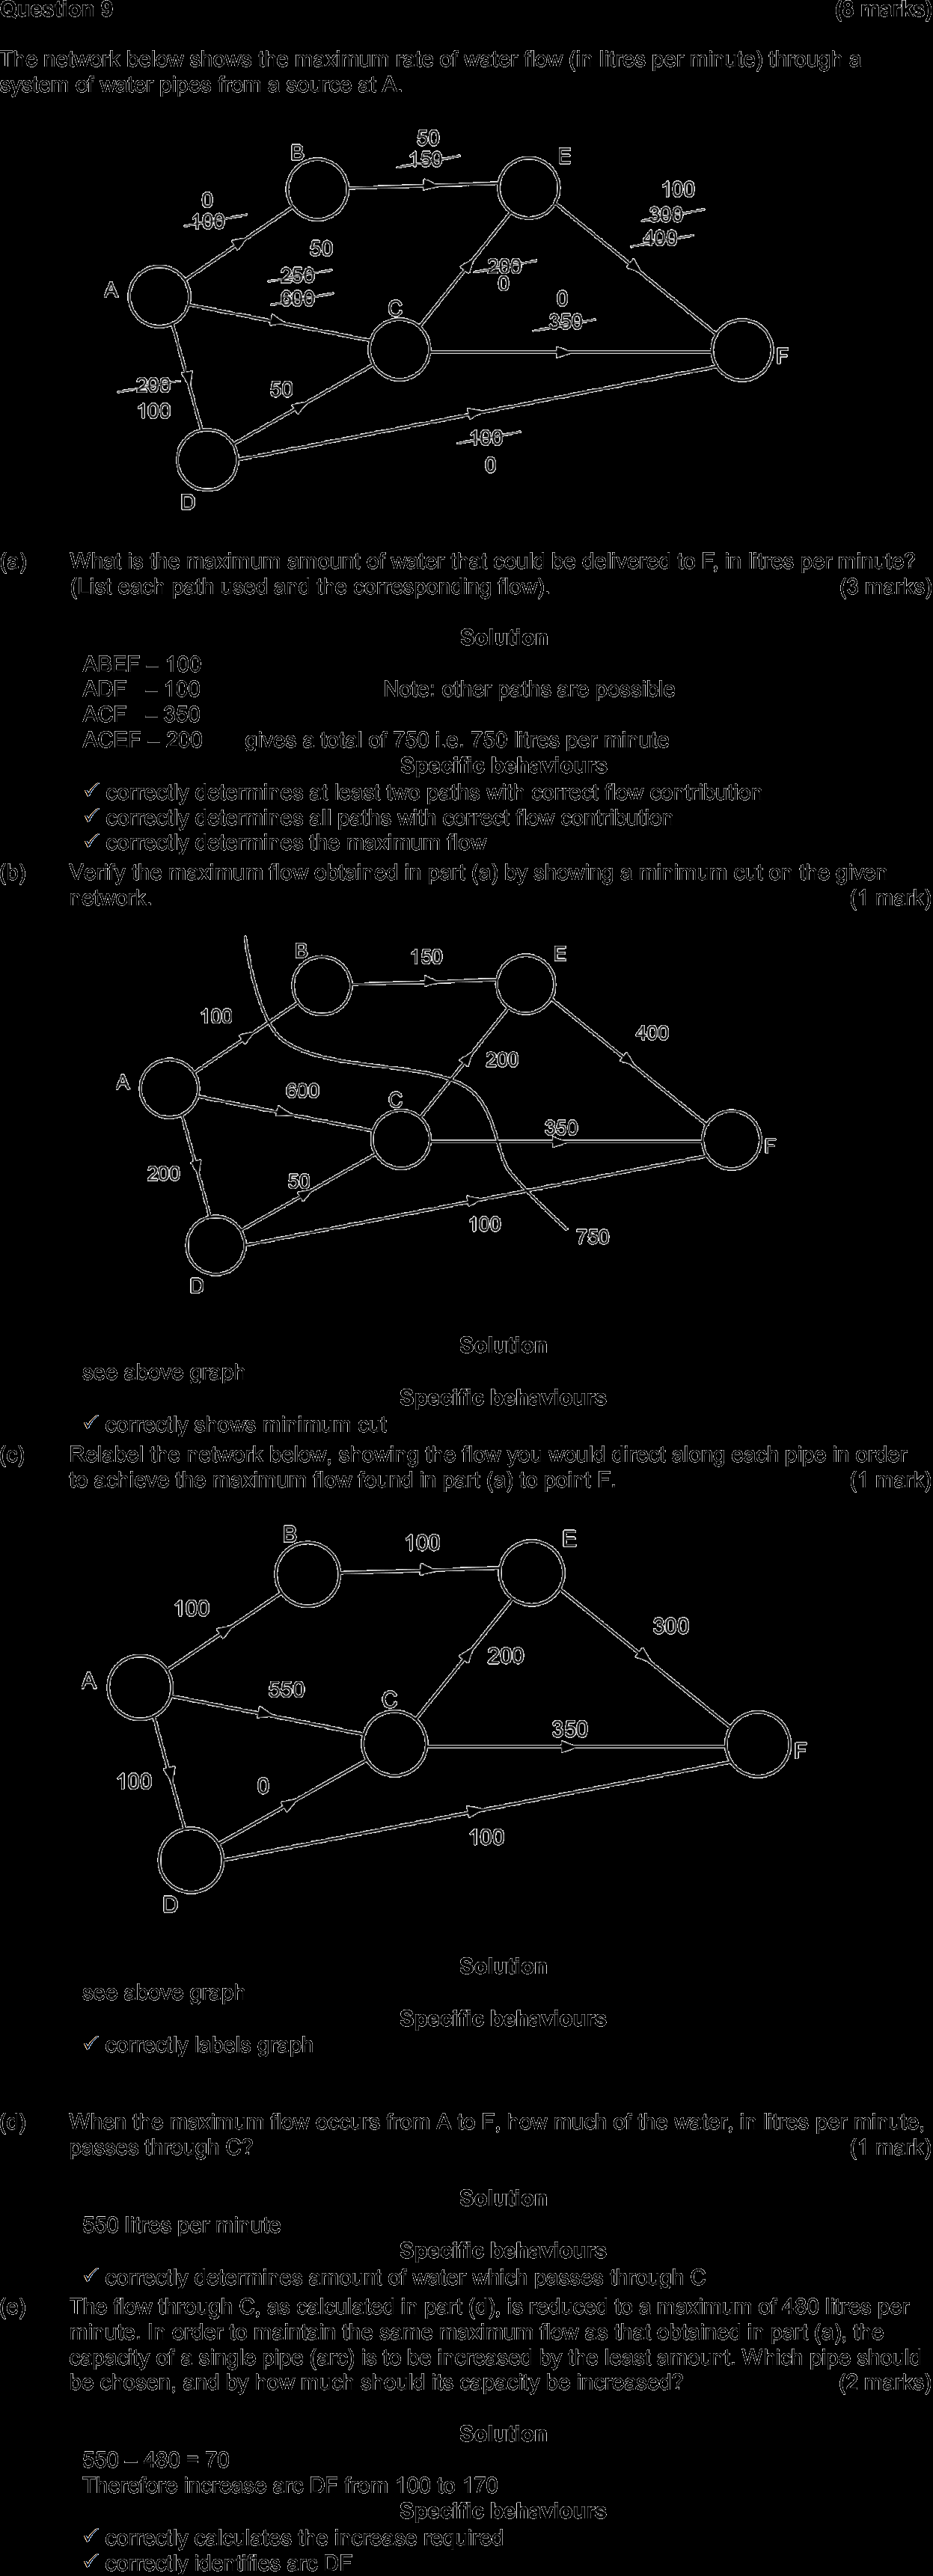 Question 9 (8 marks)
The network below shows the maximum rate of water flow (in litres per minute) through a
system of water pipes from a source at A.
50
B 150 E
0 100
100 300
50 400
250 200
A 600 0 0
C 350
F
200 50
100
100
D 0
(a) What is the maximum amount of water that could be delivered to F, in litres per minute?
(List each path used and the corresponding flow). (3 marks)
Solution
ABEF – 100
ADF – 100 Note: other paths are possible
ACF – 350
ACEF – 200 gives a total of 750 i.e. 750 litres per minute
Specific behaviours
✓ correctly determines at least two paths with correct flow contribution
✓ correctly determines all paths with correct flow contribution
✓ correctly determines the maximum flow
(b) Verify the maximum flow obtained in part (a) by showing a minimum cut on the given
network. (1 mark)
B 150 E
100 400
200
A 600
C
350
F
200 50
100
750
D
Solution
see above graph
Specific behaviours
✓ correctly shows minimum cut
(c) Relabel the network below, showing the flow you would direct along each pipe in order
to achieve the maximum flow found in part (a) to point F. (1 mark)
B 100 E
100 300
200
A 550
C
350
F
100 0
100
D
Solution
see above graph
Specific behaviours
✓ correctly labels graph
(d) When the maximum flow occurs from A to F, how much of the water, in litres per minute,
passes through C? (1 mark)
Solution
550 litres per minute
Specific behaviours
✓ correctly determines amount of water which passes through C
(e) The flow through C, as calculated in part (d), is reduced to a maximum of 480 litres per
minute. In order to maintain the same maximum flow as that obtained in part (a), the
capacity of a single pipe (arc) is to be increased by the least amount. Which pipe should
be chosen, and by how much should its capacity be increased? (2 marks)
Solution
550 – 480 = 70
Therefore increase arc DF from 100 to 170
Specific behaviours
✓ correctly calculates the increase required
✓ correctly identifies arc DF